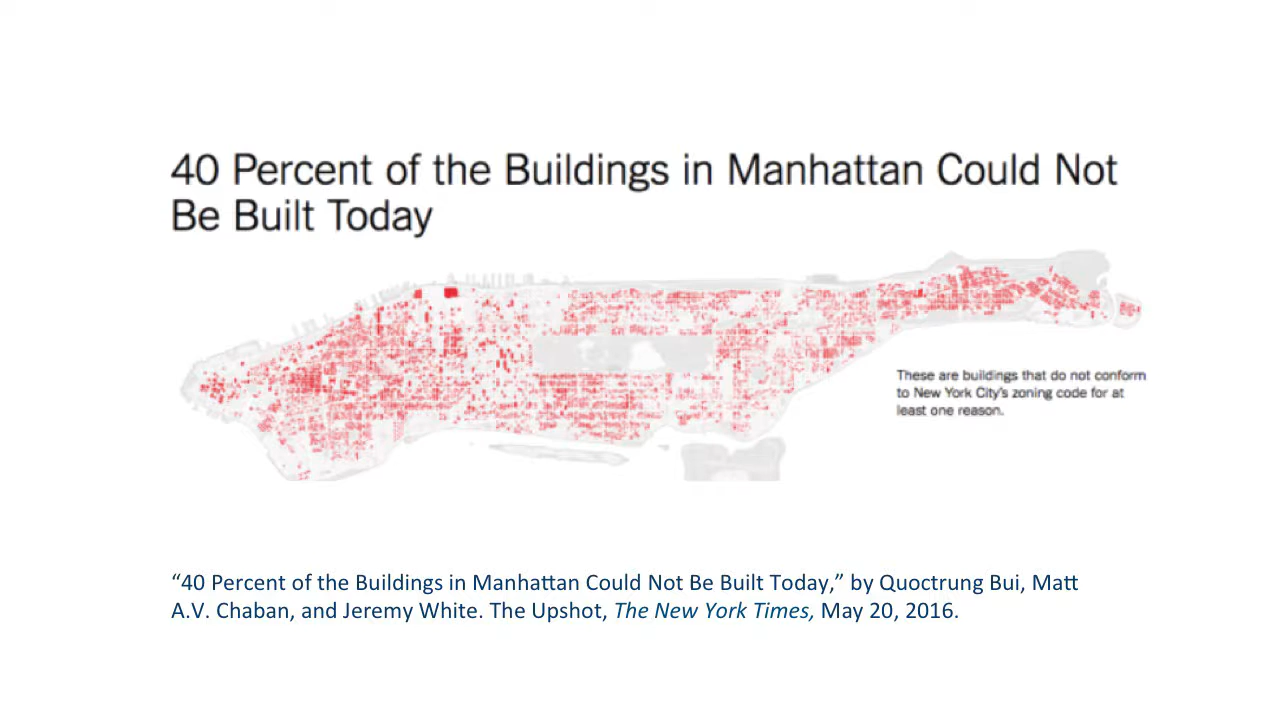 40 Percent of the Buildings in Manhattan Could Not
Be Built Today
These are buildings that do not conform
to New York City's zoning code for at
least one reason.
“40 Percent of the Buildings in Manhattan Could Not Be Built Today,” by Quoctrung Bui, Matt
A.V. Chaban, and Jeremy White. The Upshot, The New York Times, May 20, 2016.